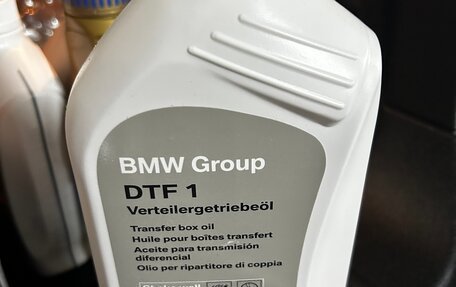 BMW Group
DTF 1
Verteilergetriebeöl
Transfer box oil
Huile pour boîtes transfert
Aceite para transmisión
diferencial
Olio per ripartitore di coppia